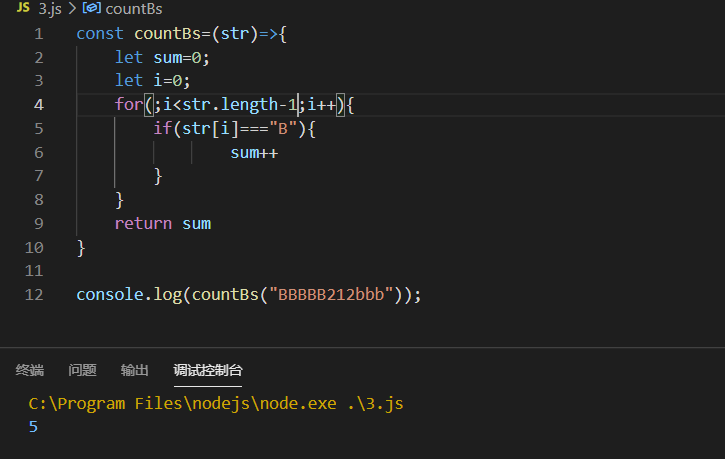 JS 3.js > countBs
1 const countBs=(str)=>{
2 let sum=0;
3 let i=0;
4 for(;i<str.length-1;i++){
5 if(str[i]==="B"){
6 sum++
7 }
8 }
9 return sum
10 }
11
12 console.log(countBs("BBBBB212bbb"));
终端 问题 输出 调试控制台
C:\Program Files\nodejs\node.exe .\3.js
5